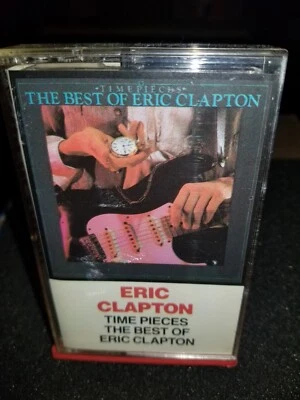 "TIMEPIECES"
THE BEST OF ERIC CLAPTON
ERIC
CLAPTON
TIME PIECES
THE BEST OF
ERIC CLAPTON